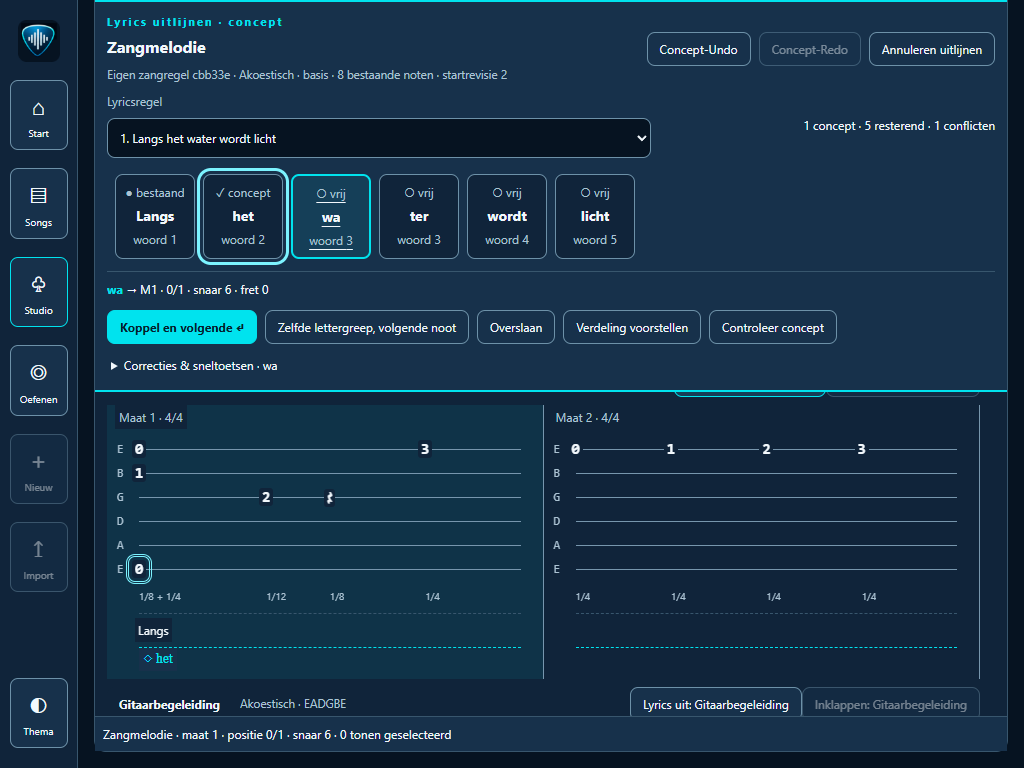 Lyrics uitlijnen · concept
Zangmelodie
Eigen zangregel cbb33e · Akoestisch · basis · 8 bestaande noten · startrevisie 2
Concept-Undo
Concept-Redo
Annuleren uitlijnen
Lyricsregel
1. Langs het water wordt licht
1 concept · 5 resterend · 1 conflicten
● bestaand
Langs
woord 1
✓ concept
het
woord 2
○ vrij
wa
woord 3
○ vrij
ter
woord 3
○ vrij
wordt
woord 4
○ vrij
licht
woord 5
wa → M1 · 0/1 · snaar 6 · fret 0
Koppel en volgende ↵
Zelfde lettergreep, volgende noot
Overslaan
Verdeling voorstellen
Controleer concept
▶ Correcties & sneltoetsen · wa
Start
Songs
Studio
Oefenen
Nieuw
Import
Thema
Maat 1 · 4/4
E 0 3
B 1
G 2
D
A
E 0
1/8 + 1/4 1/12 1/8 1/4
Langs
◇ het
Maat 2 · 4/4
E 0 1 2 3
B
G
D
A
E
1/4 1/4 1/4 1/4
Gitaarbegeleiding
Akoestisch · EADGBE
Lyrics uit: Gitaarbegeleiding
Inklappen: Gitaarbegeleiding
Zangmelodie · maat 1 · positie 0/1 · snaar 6 · 0 tonen geselecteerd